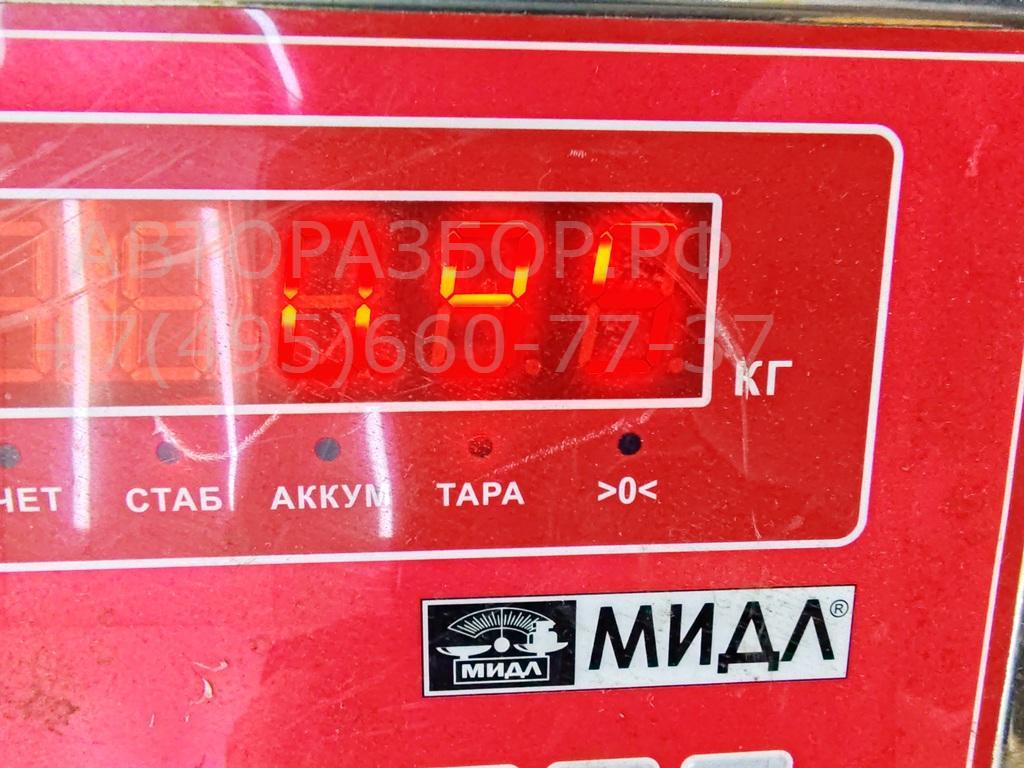 АВТОРАЗБОР.РФ
+7(495)660-77-37
КГ
ЧЕТ СТАБ АККУМ ТАРА >0<
МИДЛ МИДЛ®